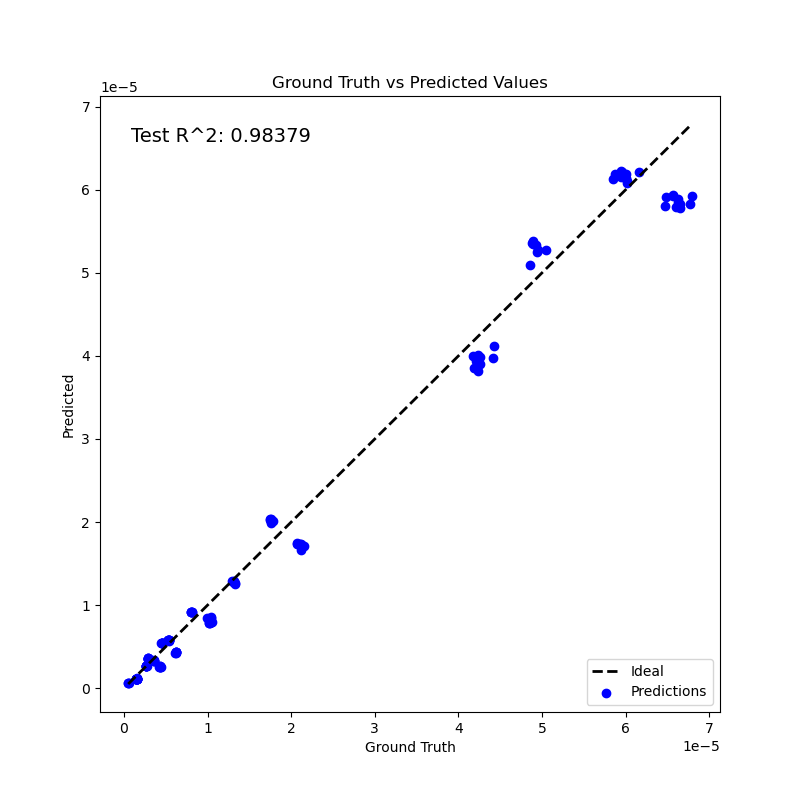 Ground Truth vs Predicted Values
1e−5
Test R^2: 0.98379
7
6
5
4
3
2
1
0
Predicted
Ideal
Predictions
0 1 2 3 4 5 6 7
1e−5
Ground Truth